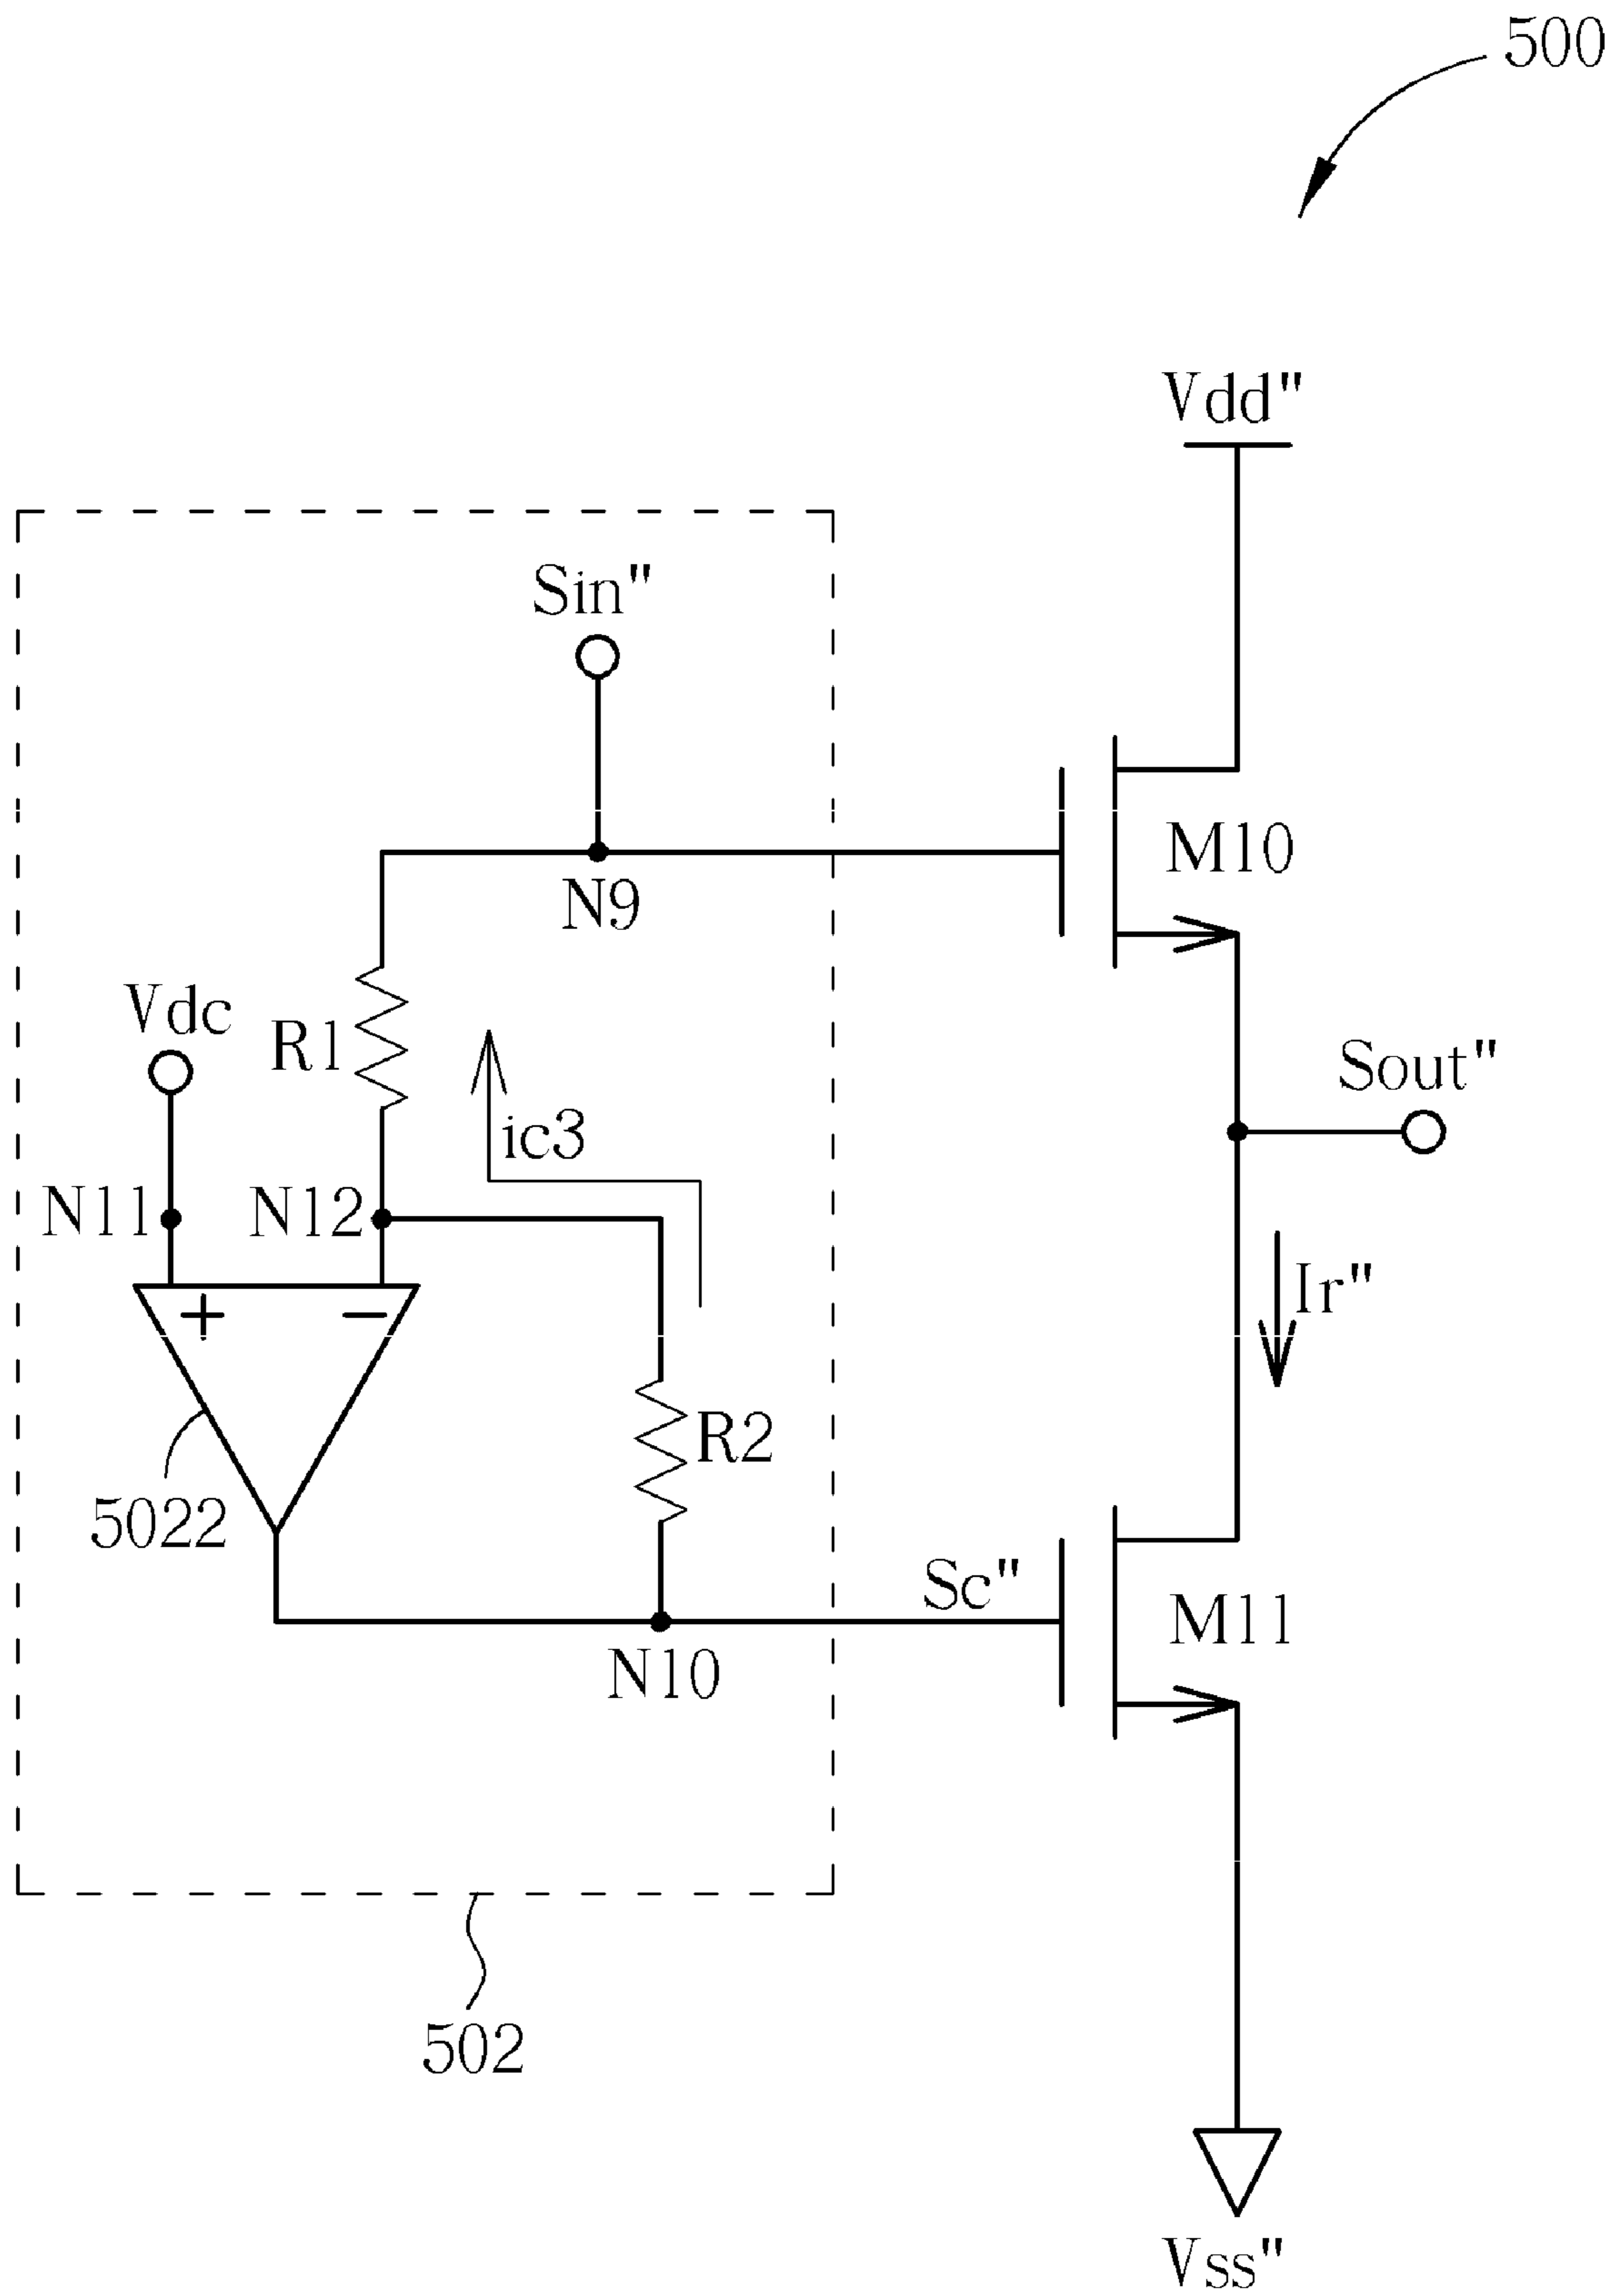 500
Vdd"
Sin"
M10
N9
Vdc
R1
Sout"
ic3
N11
N12
Ir"
+
−
R2
5022
Sc"
M11
N10
502
Vss"